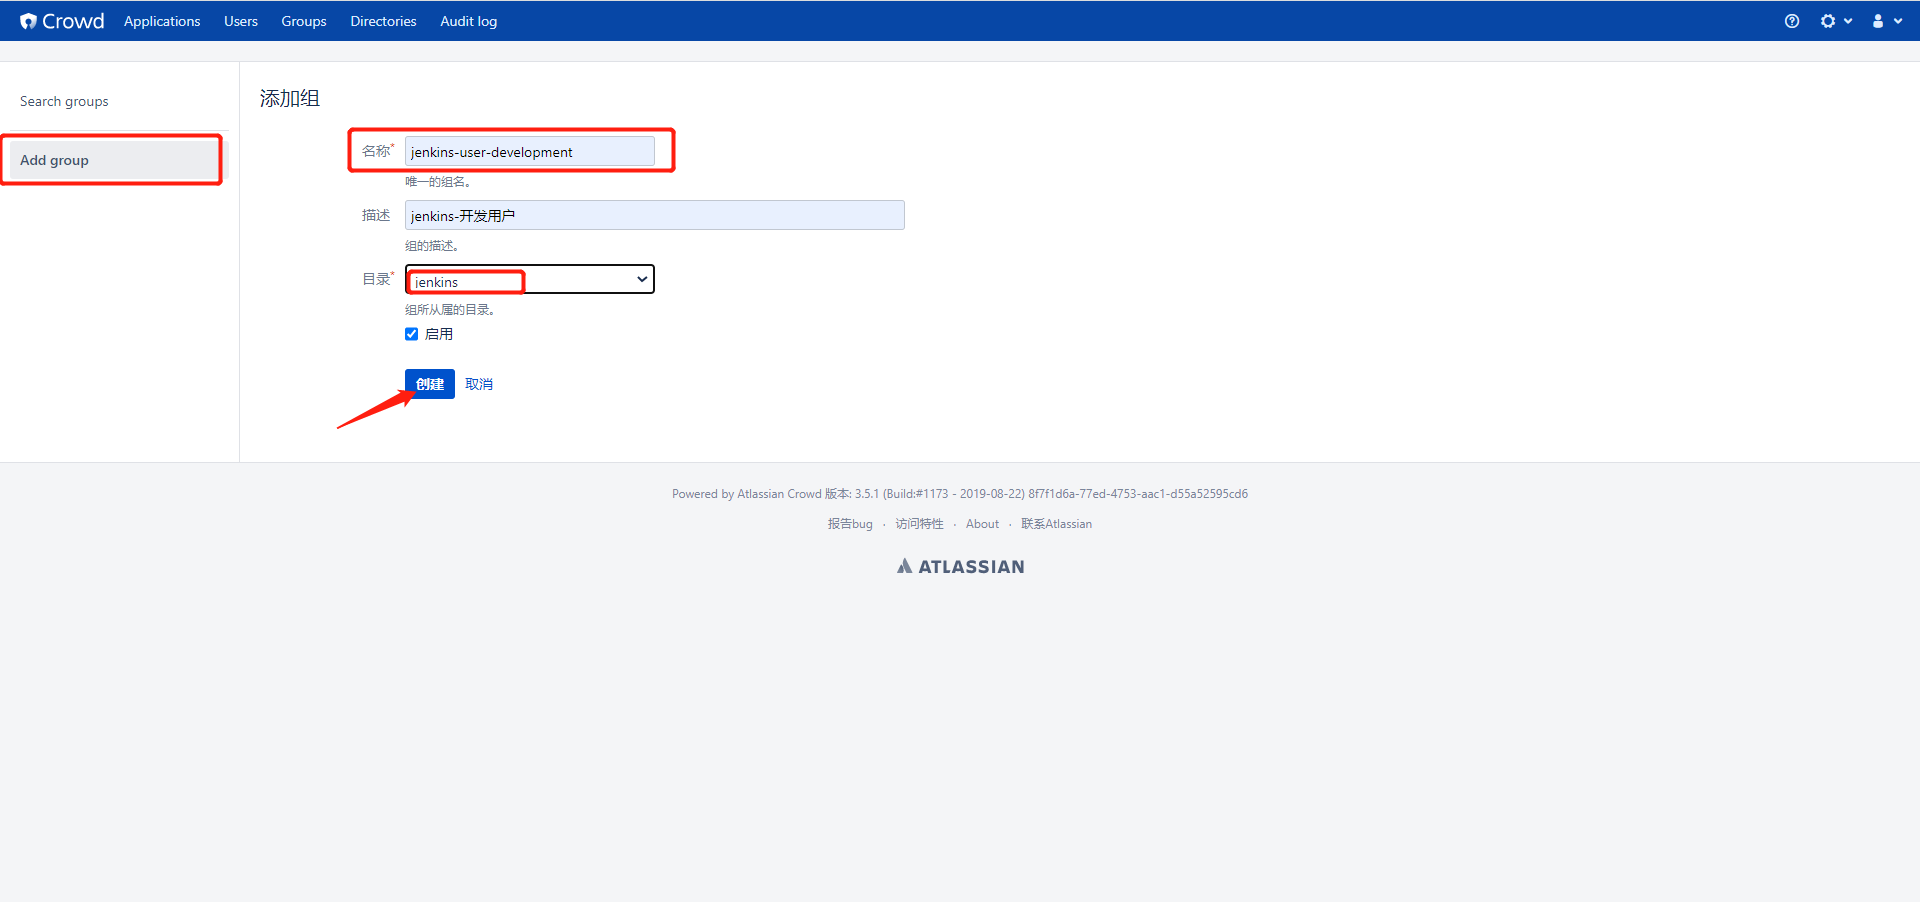 Crowd Applications Users Groups Directories Audit log
Search groups
Add group
添加组
名称* jenkins-user-development
唯一的组名。
描述 jenkins-开发用户
组的描述。
目录* jenkins
组所从属的目录。
启用
创建 取消
Powered by Atlassian Crowd 版本: 3.5.1 (Build:#1173 - 2019-08-22) 8f7f1d6a-77ed-4753-aac1-d55a52595cd6
报告bug · 访问特性 · About · 联系Atlassian
ATLASSIAN